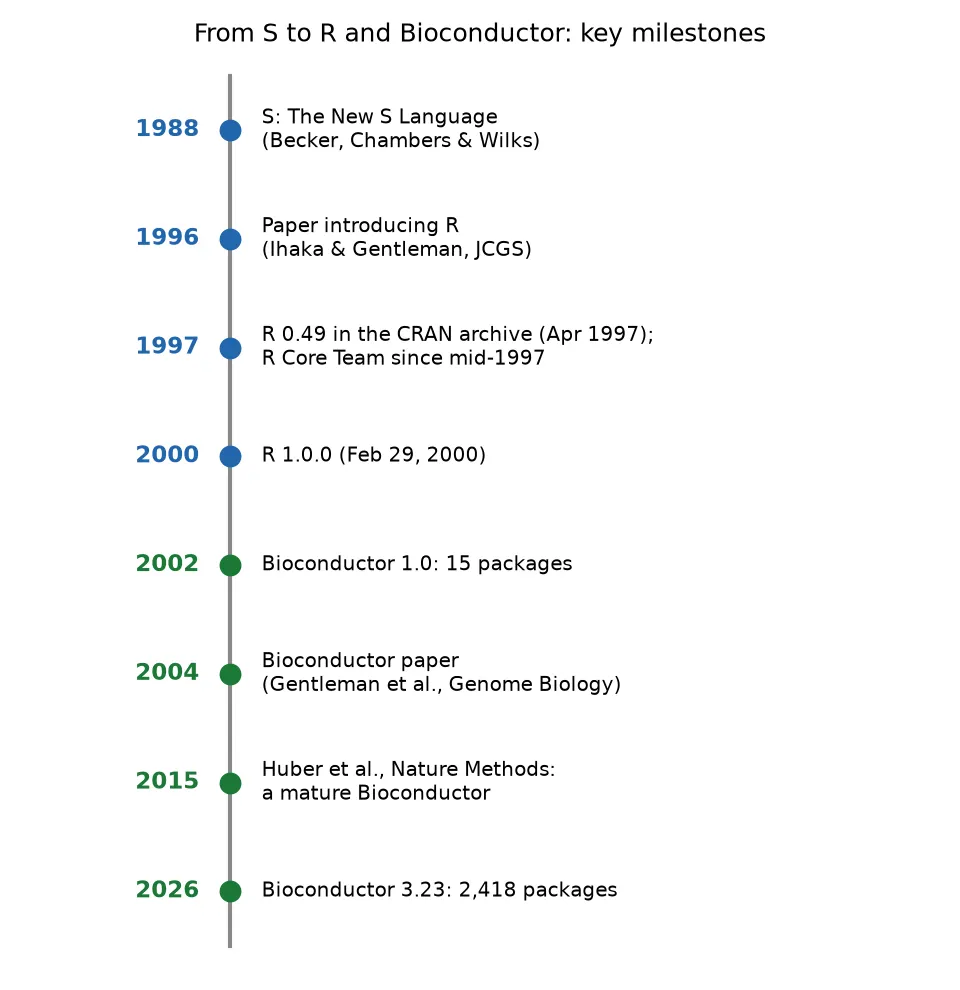 From S to R and Bioconductor: key milestones
1988
S: The New S Language
(Becker, Chambers & Wilks)
1996
Paper introducing R
(Ihaka & Gentleman, JCGS)
1997
R 0.49 in the CRAN archive (Apr 1997);
R Core Team since mid-1997
2000
R 1.0.0 (Feb 29, 2000)
2002
Bioconductor 1.0: 15 packages
2004
Bioconductor paper
(Gentleman et al., Genome Biology)
2015
Huber et al., Nature Methods:
a mature Bioconductor
2026
Bioconductor 3.23: 2,418 packages